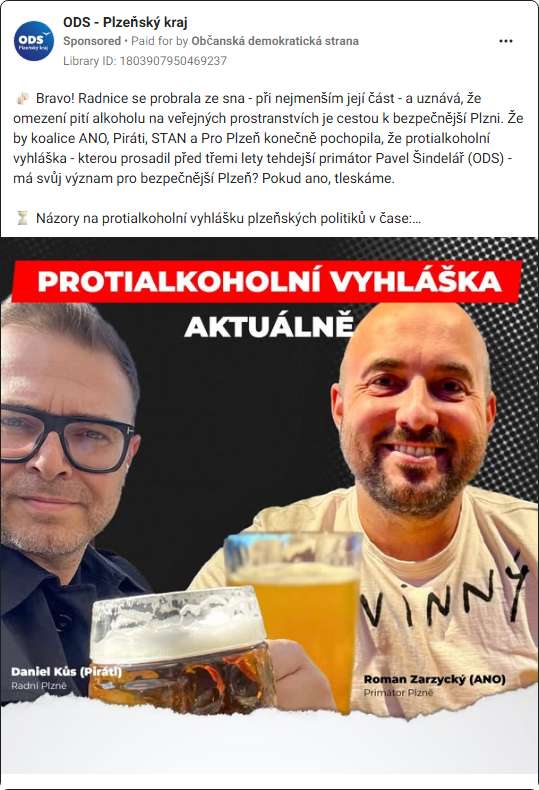 ODS - Plzeňský kraj
Sponsored • Paid for by Občanská demokratická strana
Library ID: 1803907950469237
👏🏻 Bravo! Radnice se probrala ze sna - při nejmenším její část - a uznává, že
omezení pití alkoholu na veřejných prostranstvích je cestou k bezpečnější Plzni. Že
by koalice ANO, Piráti, STAN a Pro Plzeň konečně pochopila, že protialkoholní
vyhláška - kterou prosadil před třemi lety tehdejší primátor Pavel Šindelář (ODS) -
má svůj význam pro bezpečnější Plzeň? Pokud ano, tleskáme.
⏳ Názory na protialkoholní vyhlášku plzeňských politiků v čase:...
ODS
Plzeňský kraj
PROTIALKOHOLNÍ VYHLÁŠKA
AKTUÁLNĚ
VINNÝ
Daniel Kůs (Piráti)
Radní Plzně
Roman Zarzycký (ANO)
Primátor Plzně